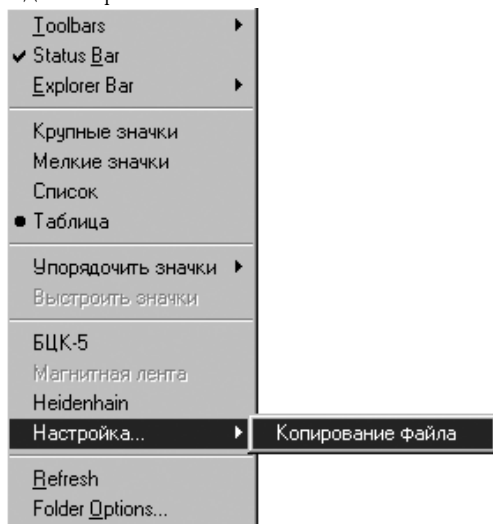 Toolbars
Status Bar
Explorer Bar
Крупные значки
Мелкие значки
Список
Таблица
Упорядочить значки
Выстроить значки
БЦК-5
Магнитная лента
Heidenhain
Настройка... Копирование файла
Refresh
Folder Options...